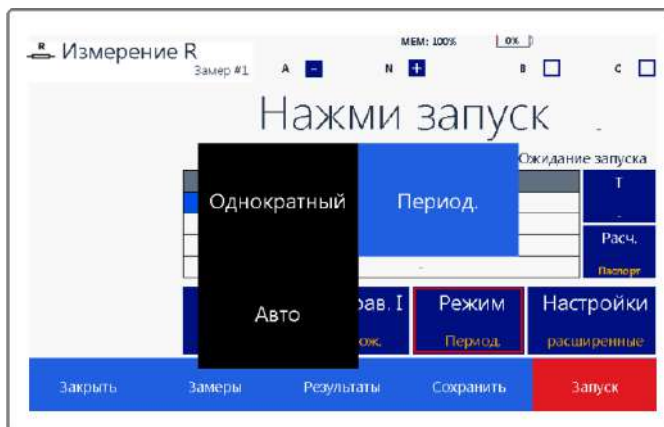 R Измерение R
Замер #1
МЕМ: 100% 0%
A - N + B C
Нажми запуск
Ожидание запуска
Однократный Период.
T
Расч.
Паспорт
Авто
рав. I Режим Настройки
ож. Период. расширенные
Закрыть Замеры Результаты Сохранить Запуск